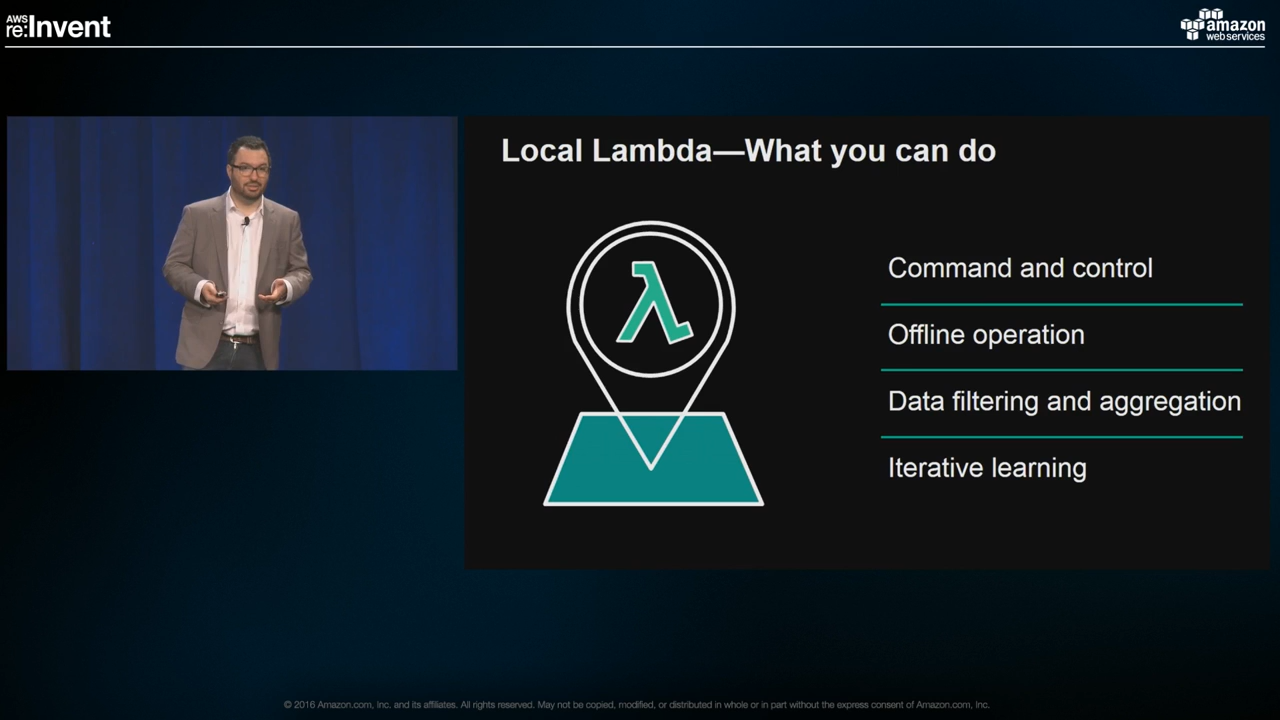 AWS
re:Invent
amazon
web services
Local Lambda—What you can do
λ
Command and control
Offline operation
Data filtering and aggregation
Iterative learning
© 2016 Amazon.com, Inc. and its affiliates. All rights reserved. May not be copied, modified, or distributed in whole or in part without the express consent of Amazon.com, Inc.